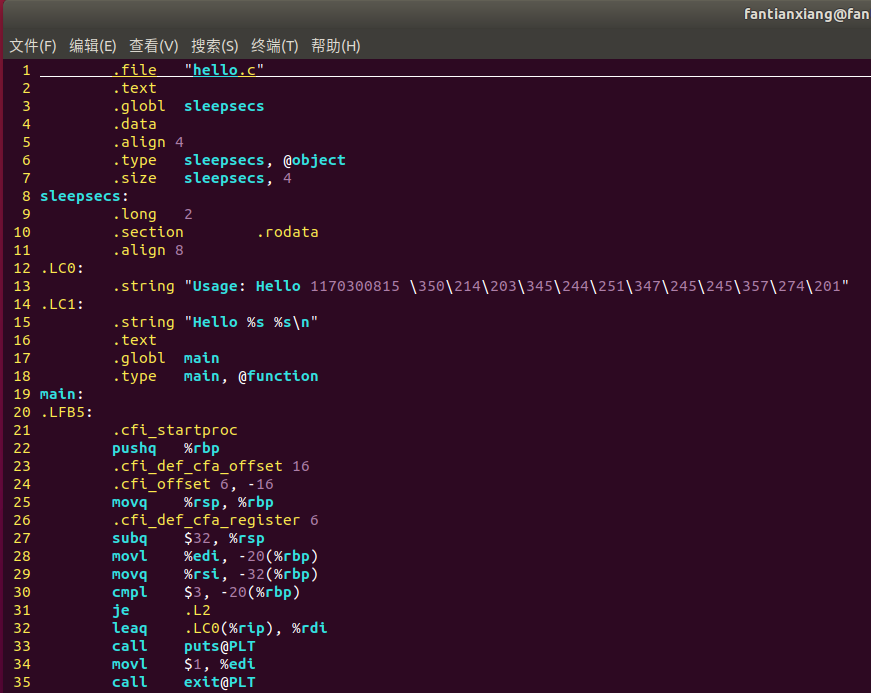 fantianxiang@fan
文件(F) 编辑(E) 查看(V) 搜索(S) 终端(T) 帮助(H)
1 .file "hello.c"
2 .text
3 .globl sleepsecs
4 .data
5 .align 4
6 .type sleepsecs, @object
7 .size sleepsecs, 4
8 sleepsecs:
9 .long 2
10 .section .rodata
11 .align 8
12 .LC0:
13 .string "Usage: Hello 1170300815 \350\214\203\345\244\251\347\245\245\357\274\201"
14 .LC1:
15 .string "Hello %s %s\n"
16 .text
17 .globl main
18 .type main, @function
19 main:
20 .LFB5:
21 .cfi_startproc
22 pushq %rbp
23 .cfi_def_cfa_offset 16
24 .cfi_offset 6, -16
25 movq %rsp, %rbp
26 .cfi_def_cfa_register 6
27 subq $32, %rsp
28 movl %edi, -20(%rbp)
29 movq %rsi, -32(%rbp)
30 cmpl $3, -20(%rbp)
31 je .L2
32 leaq .LC0(%rip), %rdi
33 call puts@PLT
34 movl $1, %edi
35 call exit@PLT